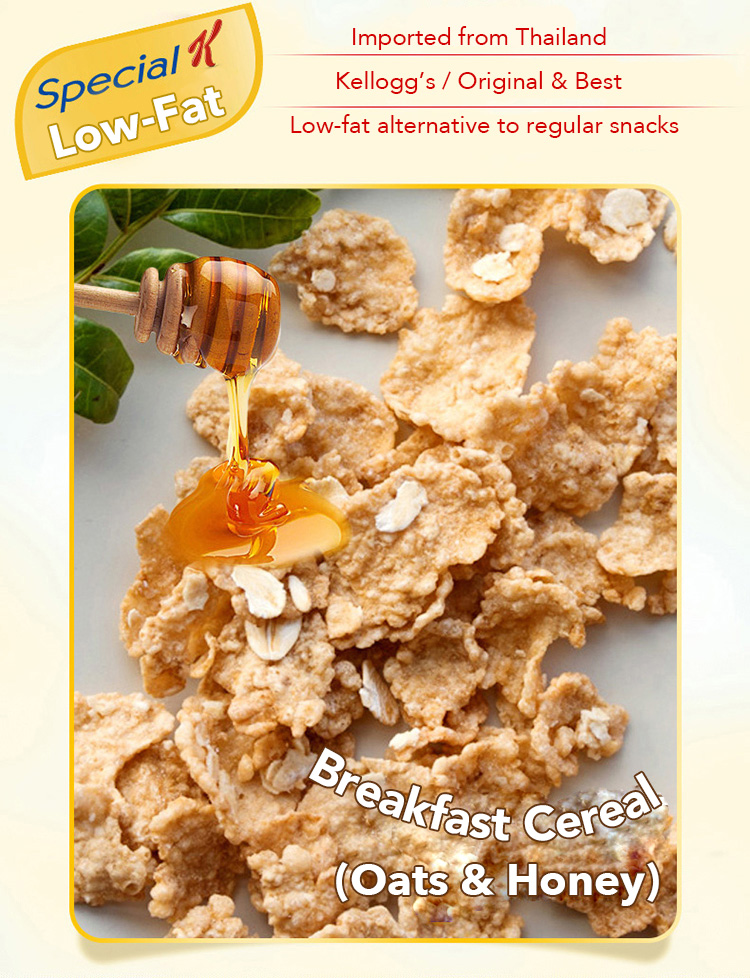 Special K
Low-Fat
Imported from Thailand
Kellogg's / Original & Best
Low-fat alternative to regular snacks
Breakfast Cereal
(Oats & Honey)